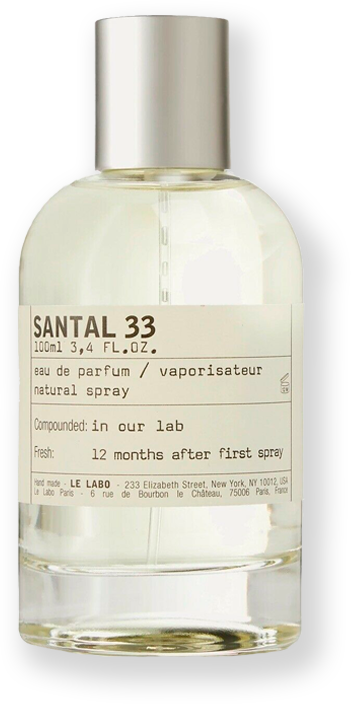 SANTAL 33
100ml 3,4 FL.OZ.
eau de parfum / vaporisateur
natural spray
Compounded: in our lab
Fresh: 12 months after first spray
Hand made - LE LABO - 233 Elizabeth Street, New York, NY 10012, USA
Le Labo Paris - 6 rue de Bourbon le Château, 75006 Paris, France